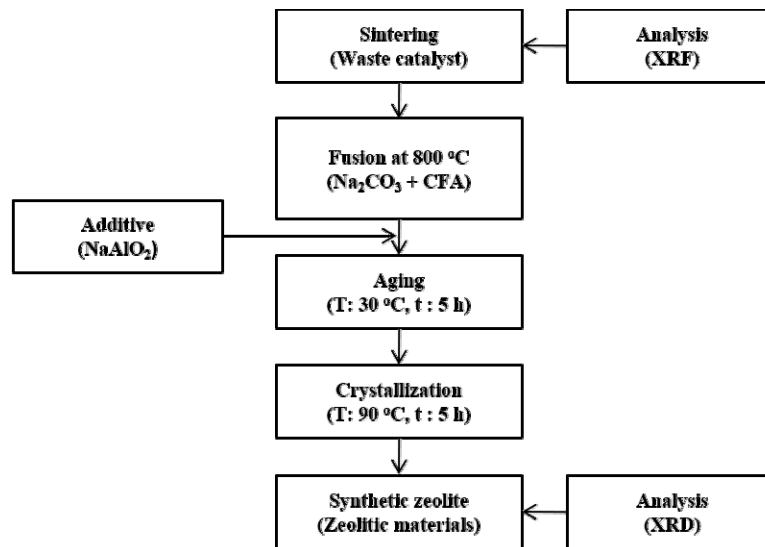 Sintering
(Waste catalyst)
Analysis
(XRF)
Fusion at 800 °C
(Na₂CO₃ + CFA)
Additive
(NaAlO₂)
Aging
(T: 30 °C, t : 5 h)
Crystallization
(T: 90 °C, t : 5 h)
Synthetic zeolite
(Zeolitic materials)
Analysis
(XRD)